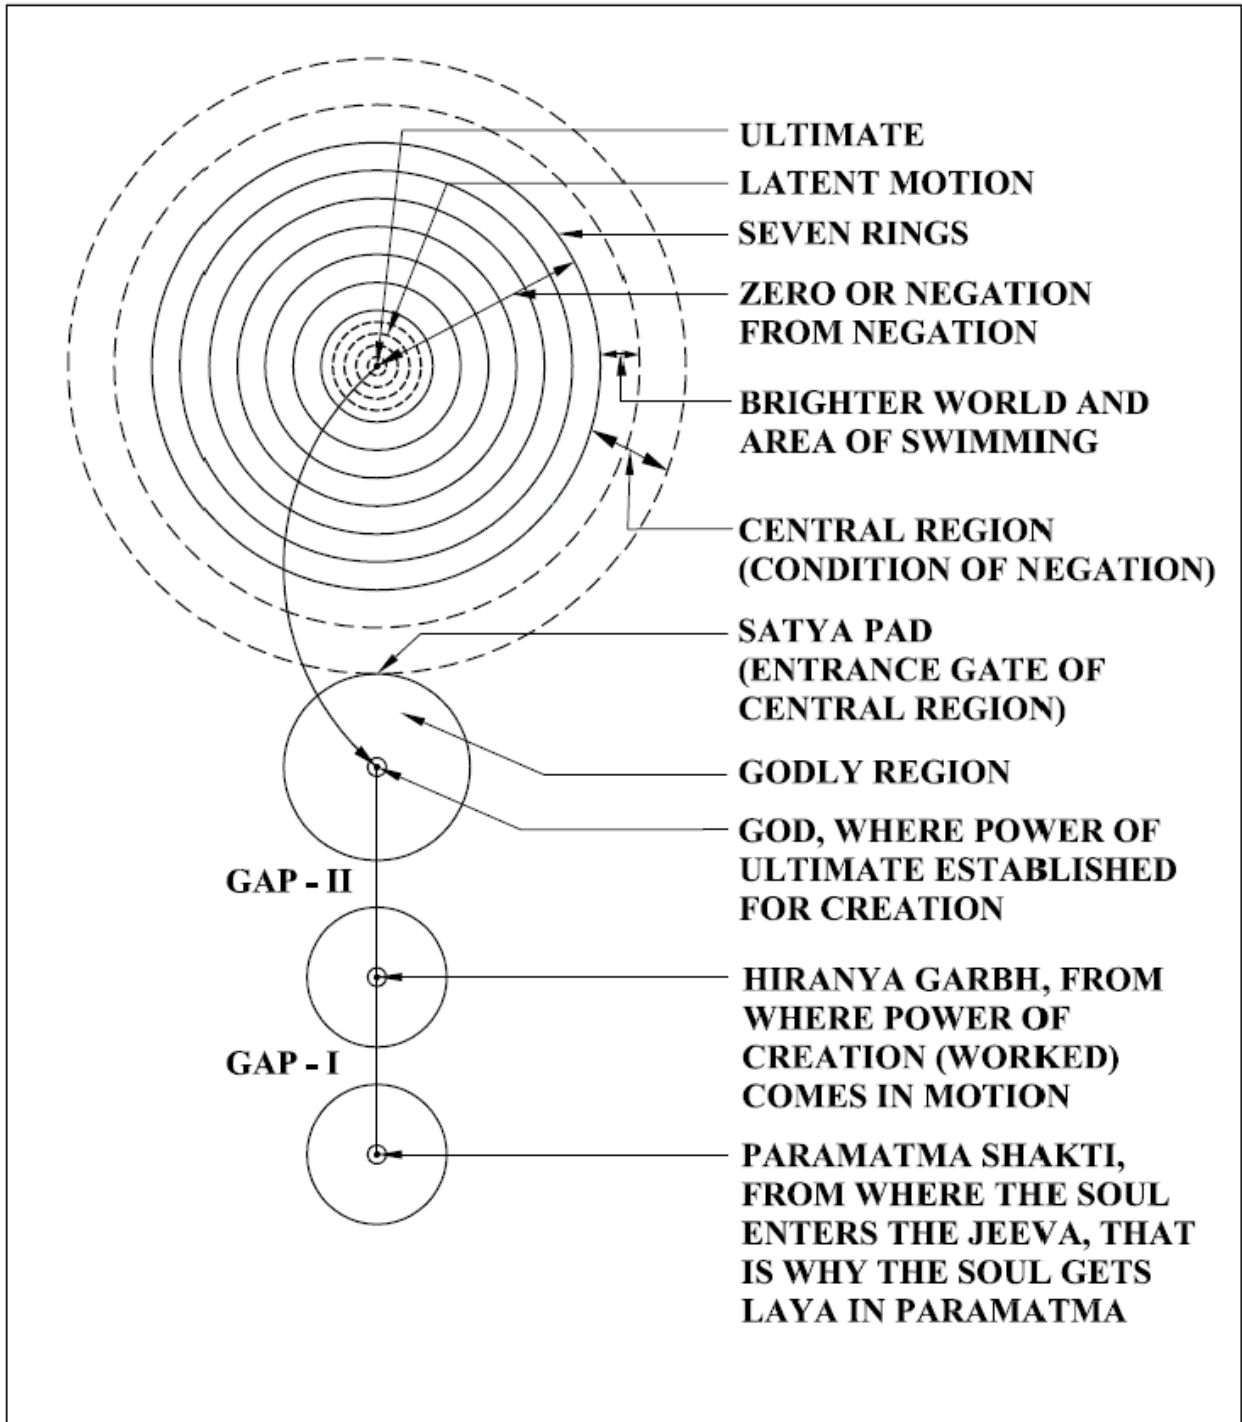 ULTIMATE
LATENT MOTION
SEVEN RINGS
ZERO OR NEGATION
FROM NEGATION
BRIGHTER WORLD AND
AREA OF SWIMMING
CENTRAL REGION
(CONDITION OF NEGATION)
SATYA PAD
(ENTRANCE GATE OF
CENTRAL REGION)
GODLY REGION
GOD, WHERE POWER OF
ULTIMATE ESTABLISHED
FOR CREATION
GAP - II
HIRANYA GARBH, FROM
WHERE POWER OF
CREATION (WORKED)
COMES IN MOTION
GAP - I
PARAMATMA SHAKTI,
FROM WHERE THE SOUL
ENTERS THE JEEVA, THAT
IS WHY THE SOUL GETS
LAYA IN PARAMATMA